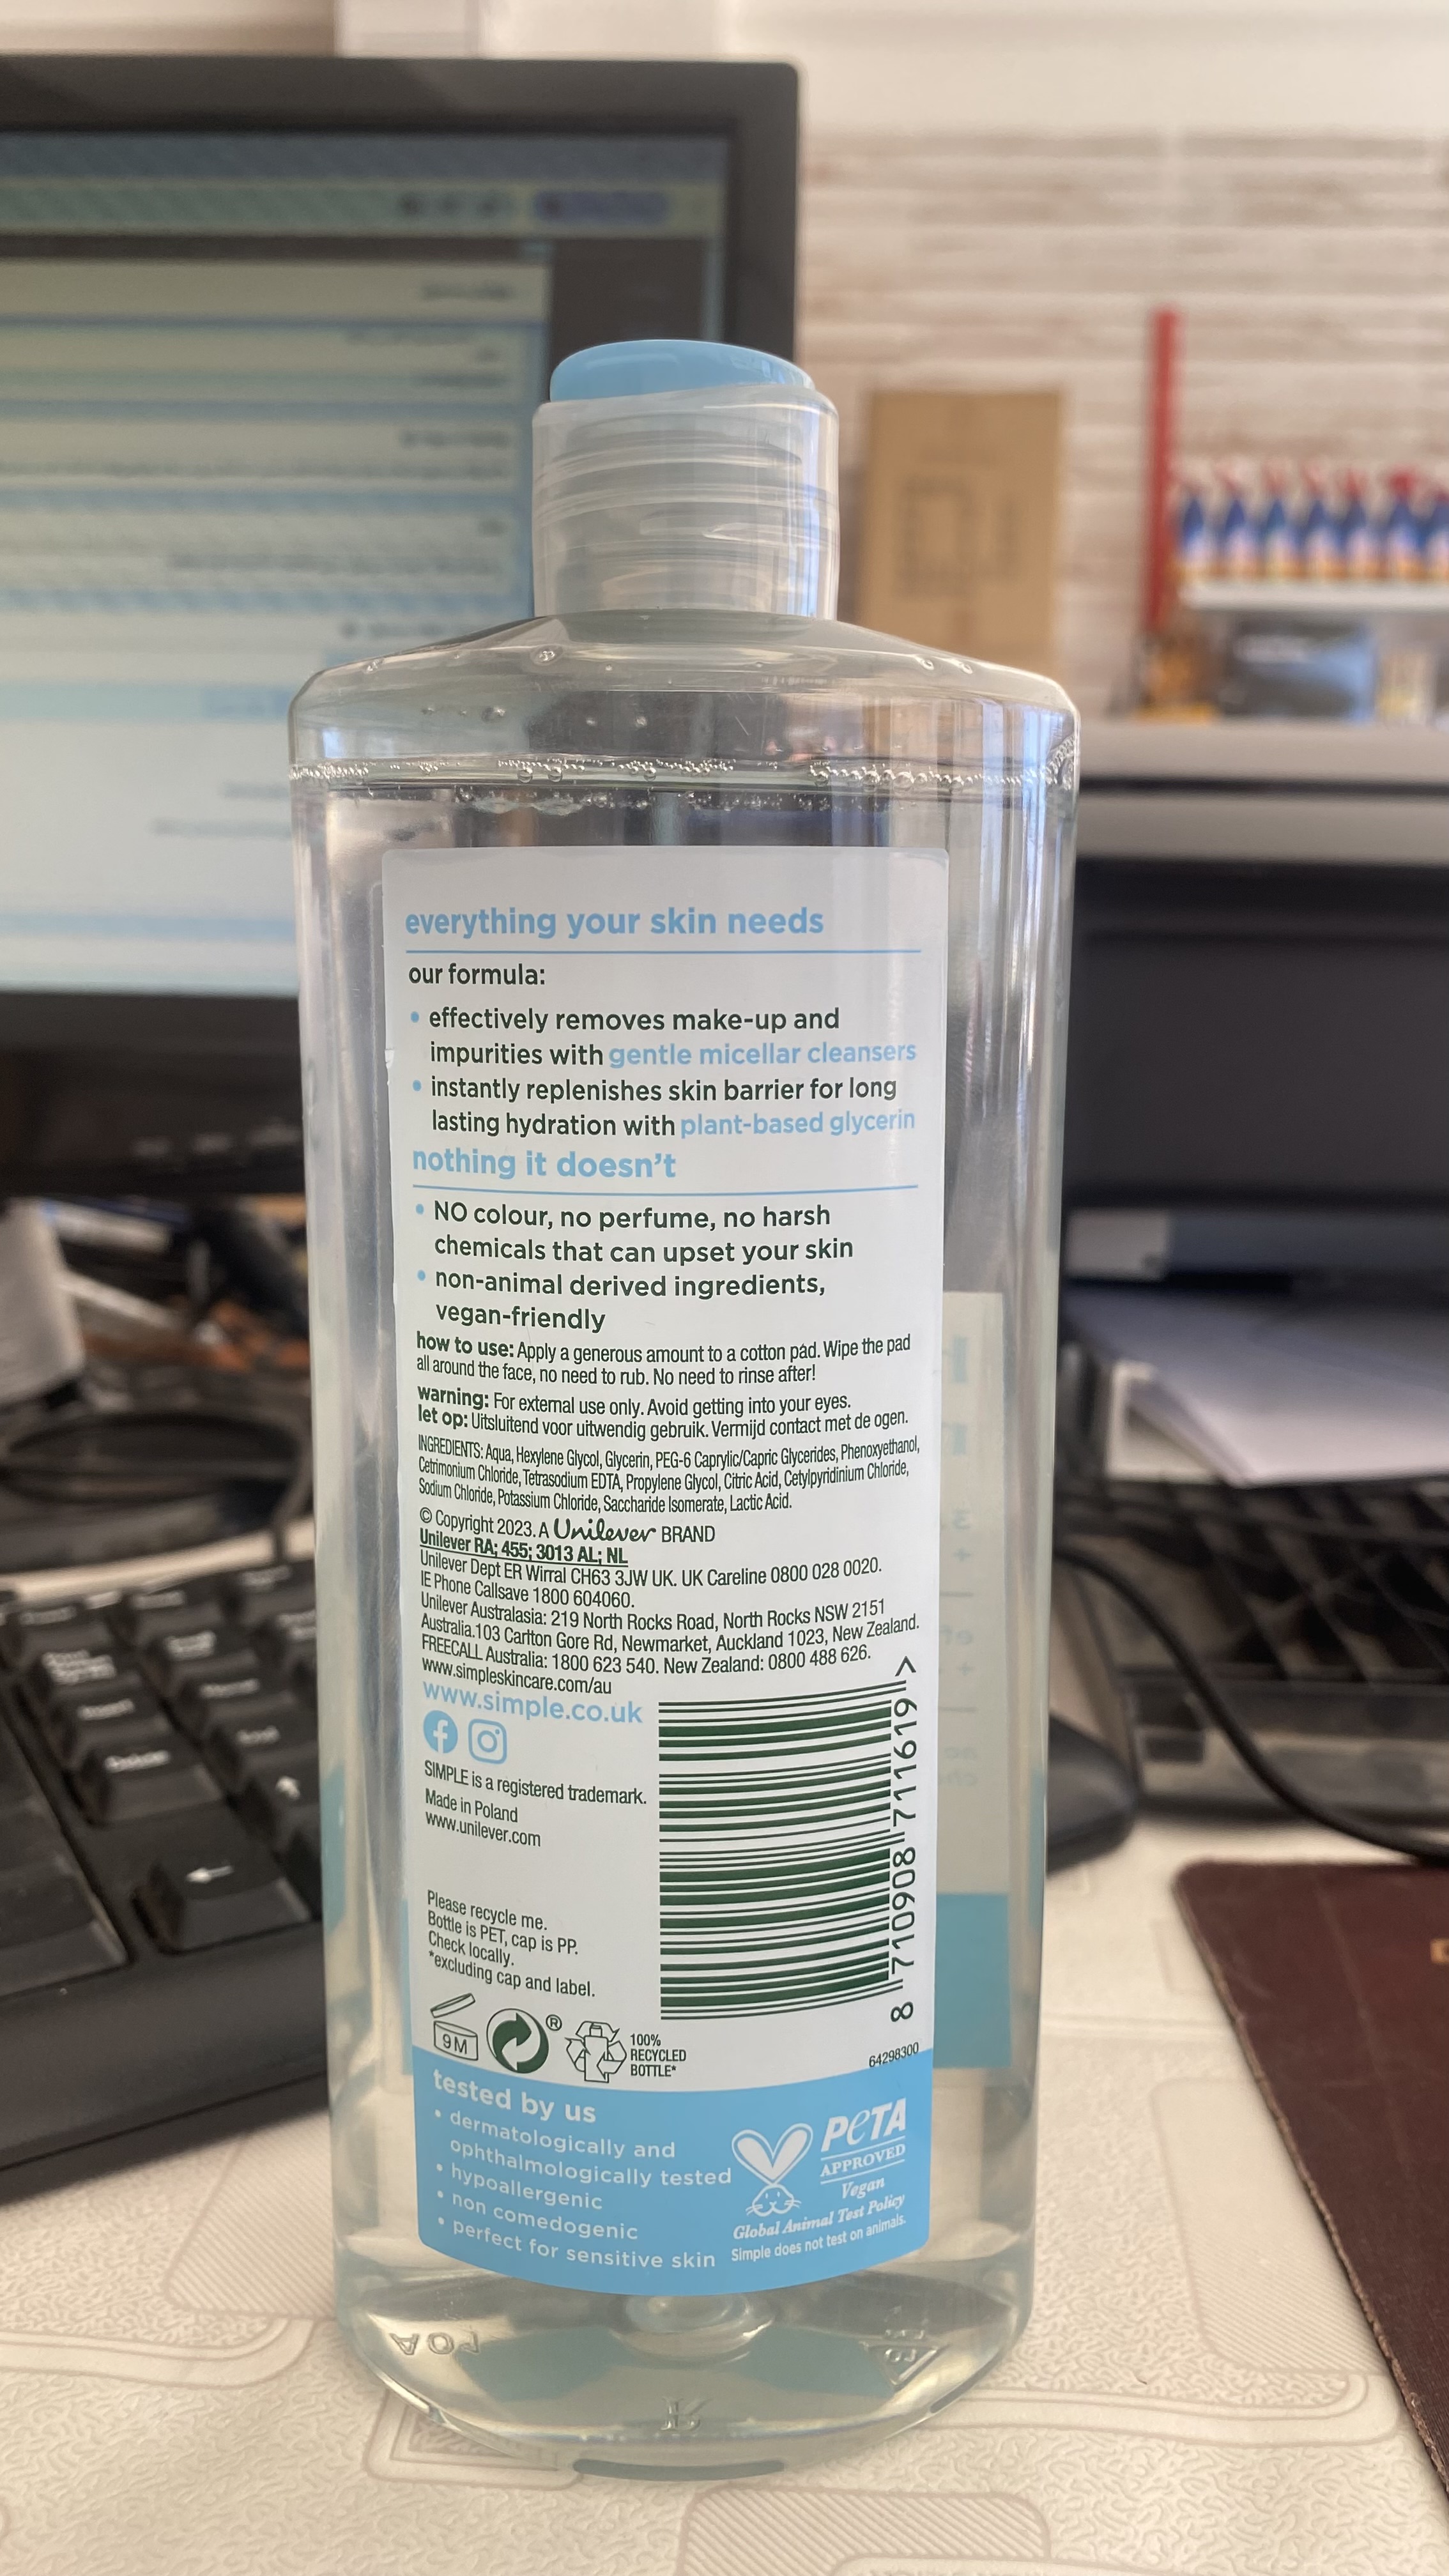 everything your skin needs
our formula:
• effectively removes make-up and
impurities with gentle micellar cleansers
• instantly replenishes skin barrier for long
lasting hydration with plant-based glycerin
nothing it doesn't
• NO colour, no perfume, no harsh
chemicals that can upset your skin
• non-animal derived ingredients,
vegan-friendly
how to use: Apply a generous amount to a cotton pad. Wipe the pad
all around the face, no need to rub. No need to rinse after!
warning: For external use only. Avoid getting into your eyes.
let op: Uitsluitend voor uitwendig gebruik. Vermijd contact met de ogen.
INGREDIENTS: Aqua, Hexylene Glycol, Glycerin, PEG-6 Caprylic/Capric Glycerides, Phenoxyethanol,
Cetrimonium Chloride, Tetrasodium EDTA, Propylene Glycol, Citric Acid, Cetylpyridinium Chloride,
Sodium Chloride, Potassium Chloride, Saccharide Isomerate, Lactic Acid.
© Copyright 2023. A Unilever BRAND
Unilever RA; 455; 3013 AL; NL
Unilever Dept ER Wirral CH63 3JW UK. UK Careline 0800 028 0020.
IE Phone Callsave 1800 604060.
Unilever Australasia: 219 North Rocks Road, North Rocks NSW 2151
Australia.103 Carlton Gore Rd, Newmarket, Auckland 1023, New Zealand.
FREECALL Australia: 1800 623 540. New Zealand: 0800 488 626.
www.simpleskincare.com/au
www.simple.co.uk
SIMPLE is a registered trademark.
Made in Poland
www.unilever.com
8 710908 711619 >
Please recycle me.
Bottle is PET, cap is PP.
Check locally.
*excluding cap and label.
9M
®
100%
RECYCLED
BOTTLE*
64298300
tested by us
• dermatologically and
ophthalmologically tested
• hypoallergenic
• non comedogenic
• perfect for sensitive skin
PETA
APPROVED
Vegan
Global Animal Test Policy
Simple does not test on animals.